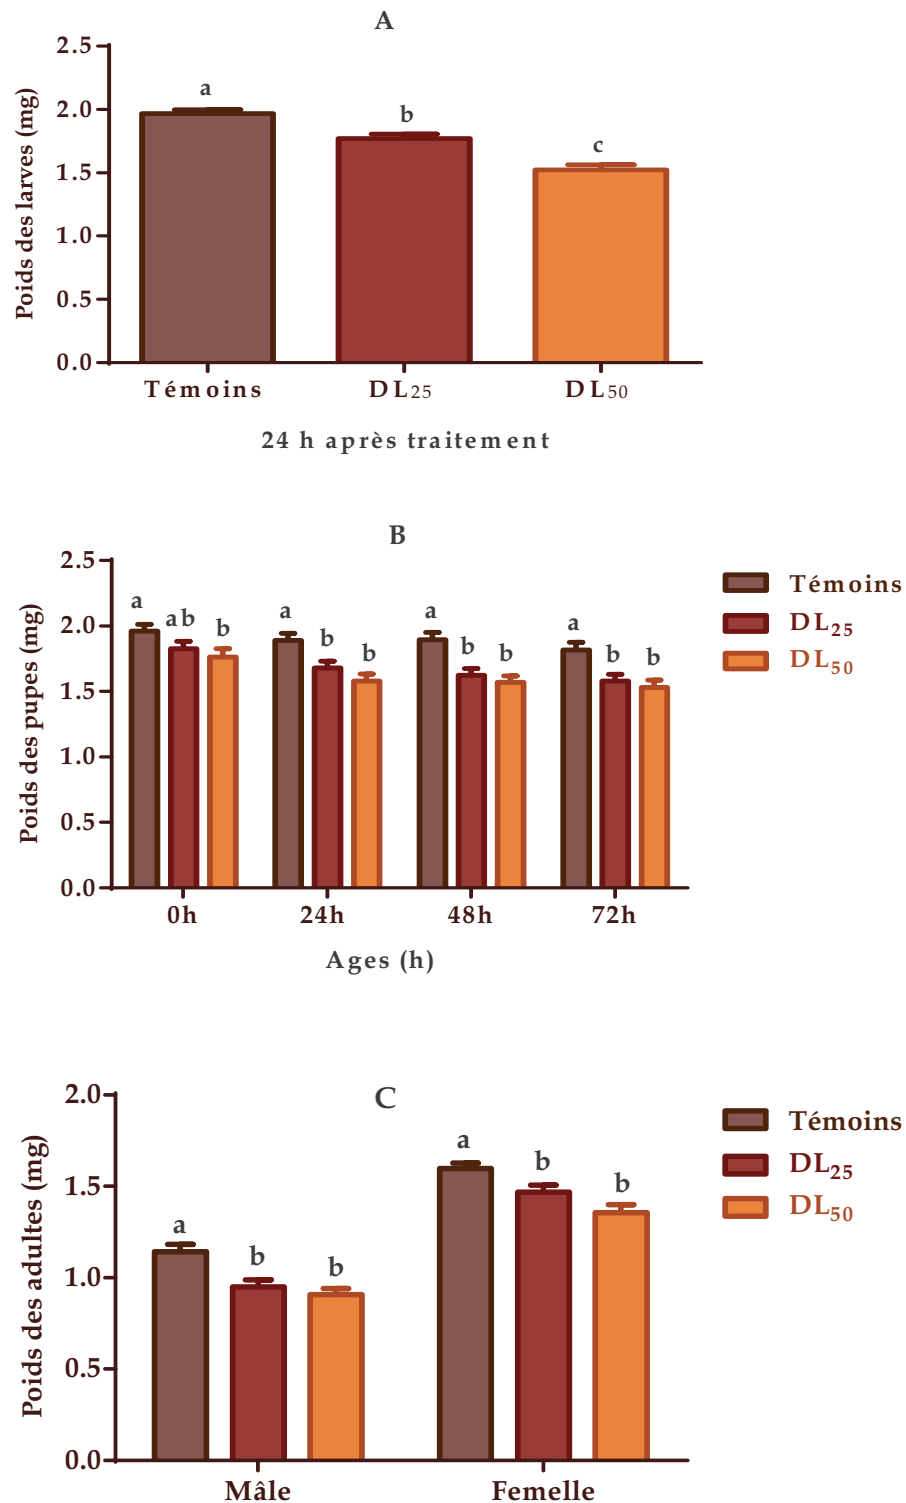 A
Poids des larves (mg)
2.5
2.0
1.5
1.0
0.5
0.0
a
b
c
Témoins DL25 DL50
24 h après traitement
B
Poids des pupes (mg)
2.5
2.0
1.5
1.0
0.5
0.0
a ab b a b b a b b a b b
0h 24h 48h 72h
Ages (h)
Témoins
DL25
DL50
C
Poids des adultes (mg)
2.0
1.5
1.0
0.5
0.0
a b b a b b
Mâle Femelle
Témoins
DL25
DL50